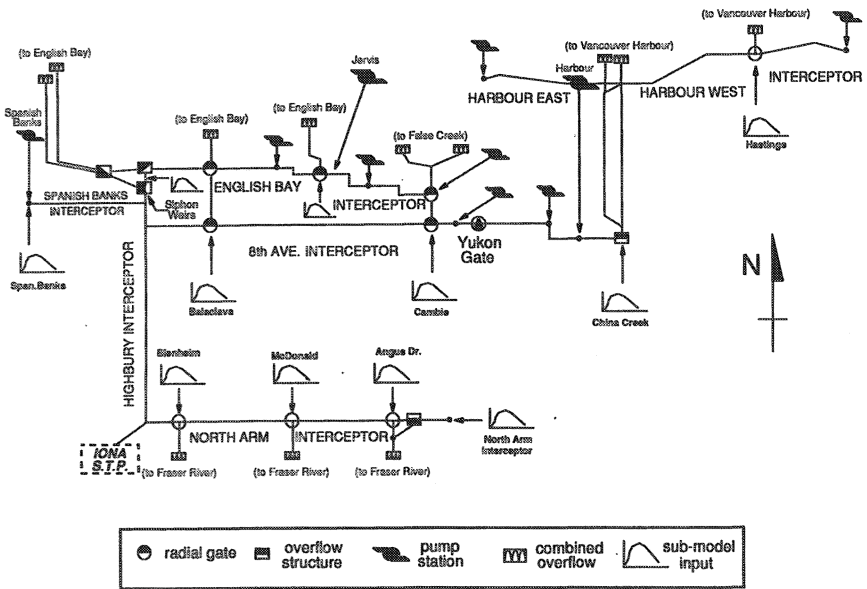 (to Vancouver Harbour)
(to English Bay)
Jervis
(to Vancouver Harbour)
Harbour
HARBOUR EAST
HARBOUR WEST
INTERCEPTOR
Spanish
Banks
(to English Bay)
(to English Bay)
(to False Creek)
Hastings
ENGLISH BAY
INTERCEPTOR
SPANISH BANKS
INTERCEPTOR
Siphon
Weirs
8th AVE. INTERCEPTOR
Yukon
Gate
N
Span.Banks
Balaclava
Cambie
China Creek
HIGHBURY INTERCEPTOR
Blenheim
McDonald
Angus Dr.
NORTH ARM
INTERCEPTOR
North Arm
Interceptor
IONA
S.T.P.
(to Fraser River)
(to Fraser River)
(to Fraser River)
radial gate
overflow
structure
pump
station
combined
overflow
sub-model
input